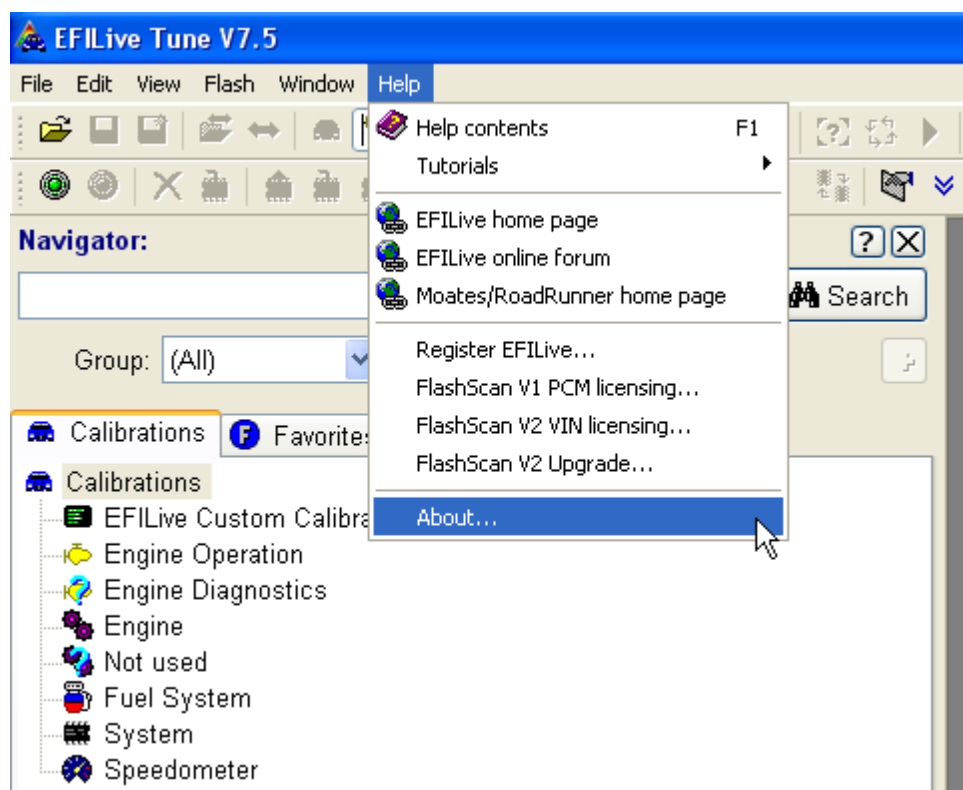 EFILive Tune V7.5
File Edit View Flash Window Help
Help contents F1
Tutorials
EFILive home page
EFILive online forum
Moates/RoadRunner home page
Register EFILive...
FlashScan V1 PCM licensing...
FlashScan V2 VIN licensing...
FlashScan V2 Upgrade...
About...
Navigator:
Search
Group: (All)
Calibrations F Favorites
Calibrations
EFILive Custom Calibra
Engine Operation
Engine Diagnostics
Engine
Not used
Fuel System
System
Speedometer